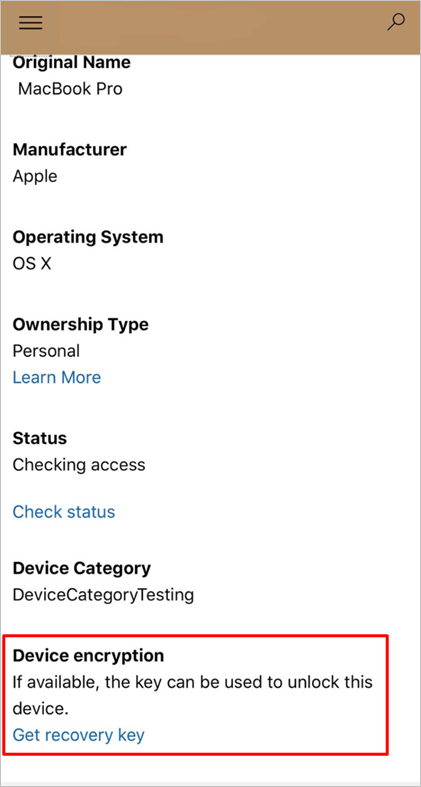 Original Name
MacBook Pro
Manufacturer
Apple
Operating System
OS X
Ownership Type
Personal
Learn More
Status
Checking access
Check status
Device Category
DeviceCategoryTesting
Device encryption
If available, the key can be used to unlock this
device.
Get recovery key